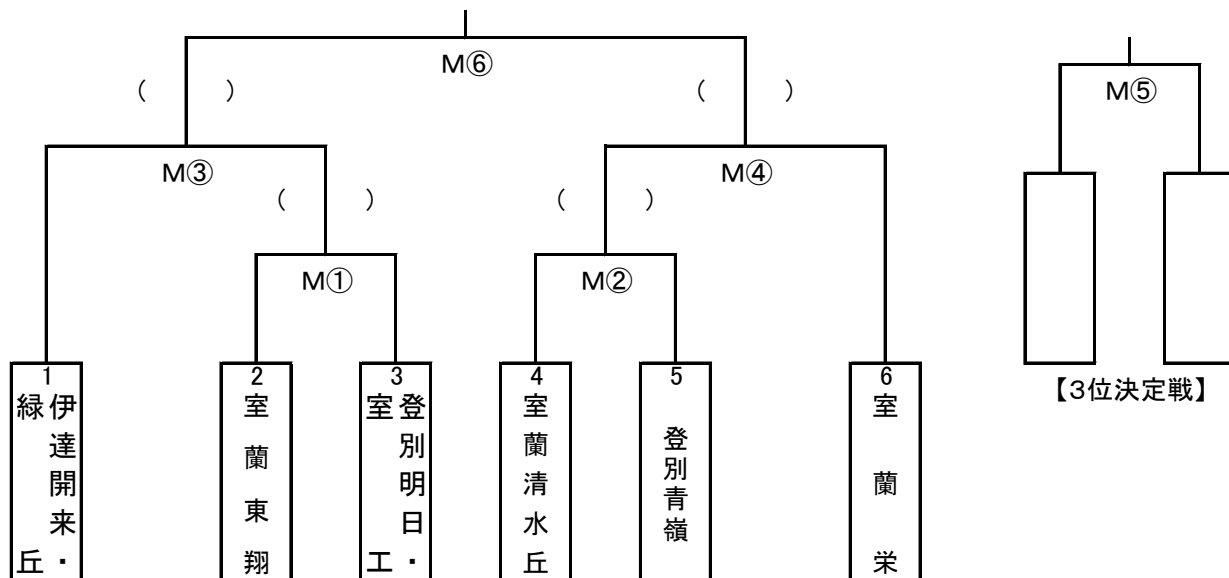 M⑥
( )
( )
M⑤
M③
M④
( )
( )
M①
M②
【3位決定戦】
1
伊達開来・
緑丘
2
室蘭東翔
3
登別明日・
室工
4
室蘭清水丘
5
登別青嶺
6
室蘭栄